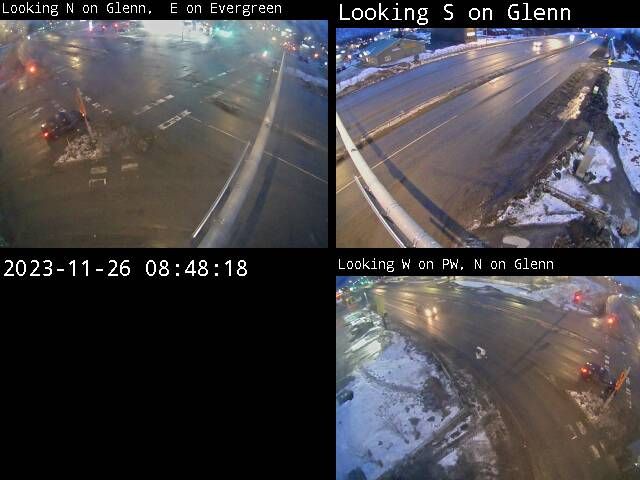 Looking N on Glenn,  E on Evergreen
Looking S on Glenn
2023-11-26 08:48:18
Looking W on PW, N on Glenn